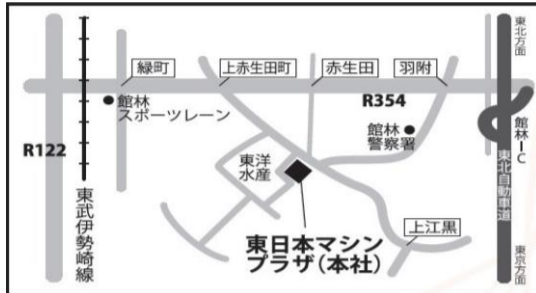 緑町
上赤生田町
赤生田
羽附
東北方面
館林
スポーツレーン
R354
館林IC
R122
館林
警察署
東洋
水産
東北自動車道
東武伊勢崎線
上江黒
東日本マシン
プラザ(本社)
東京方面